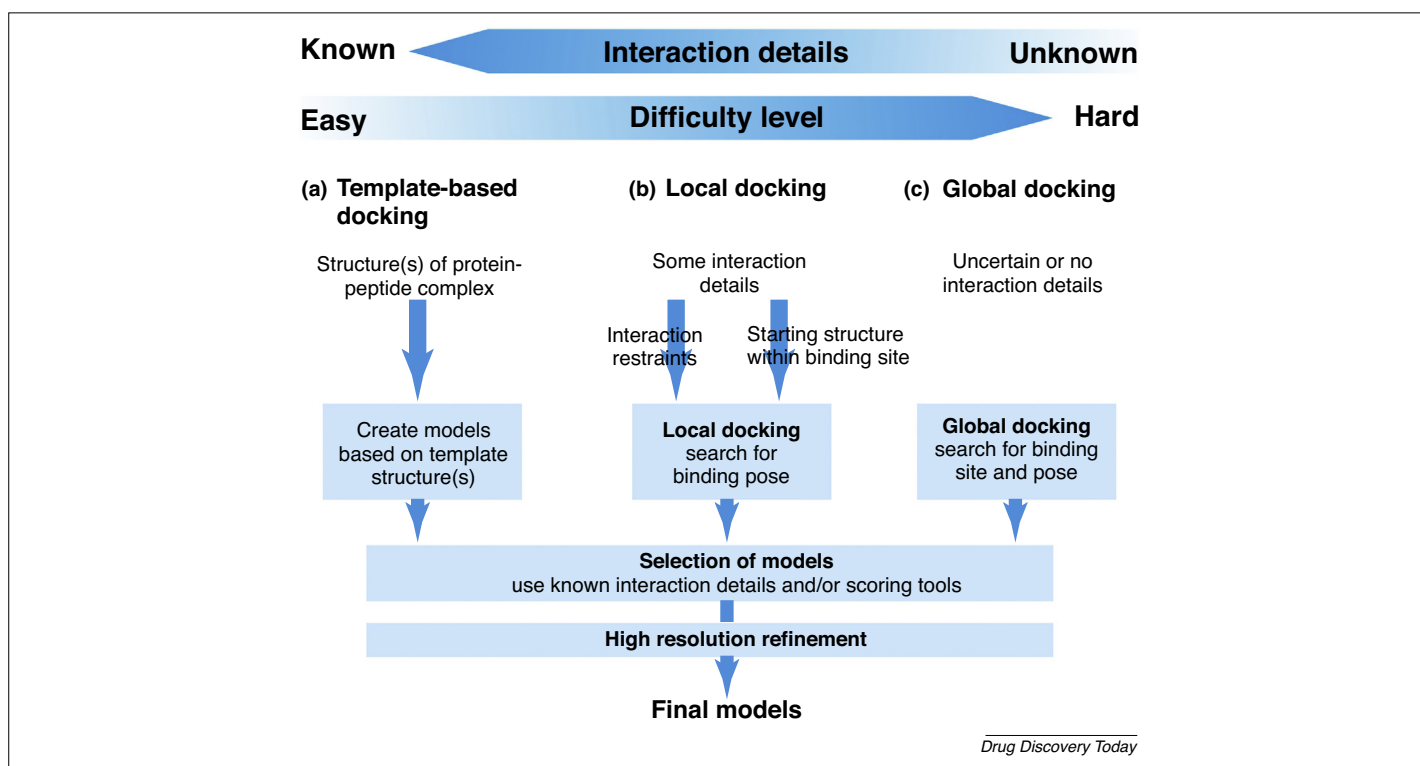 Known
Interaction details
Unknown
Easy
Difficulty level
Hard
(a) Template-based
docking
Structure(s) of protein-
peptide complex
Create models
based on template
structure(s)
(b) Local docking
Some interaction
details
Interaction
restraints
Starting structure
within binding site
Local docking
search for
binding pose
(c) Global docking
Uncertain or no
interaction details
Global docking
search for binding
site and pose
Selection of models
use known interaction details and/or scoring tools
High resolution refinement
Final models
Drug Discovery Today